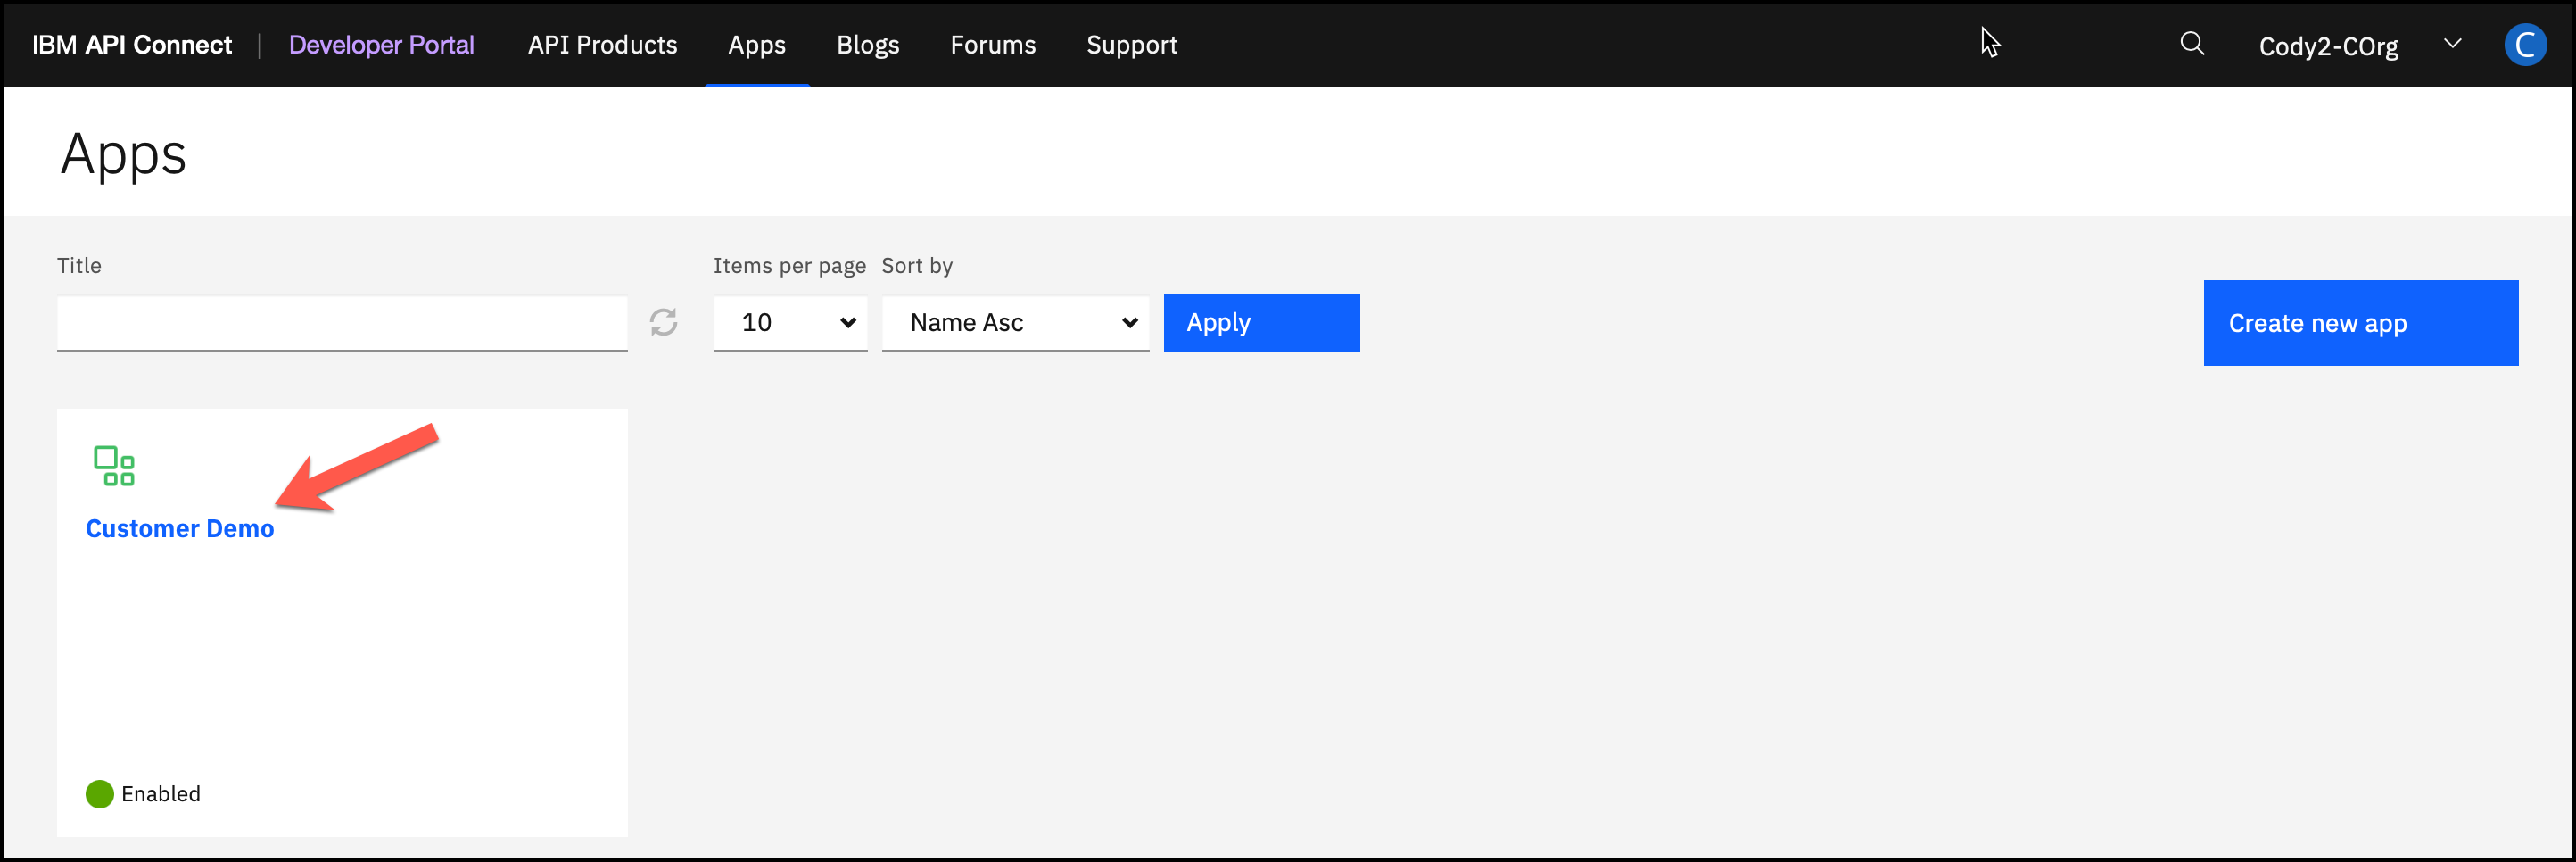 IBM API Connect | Developer Portal API Products Apps Blogs Forums Support Cody2-COrg C
Apps
Title Items per page Sort by
10 Name Asc Apply Create new app
Customer Demo
Enabled